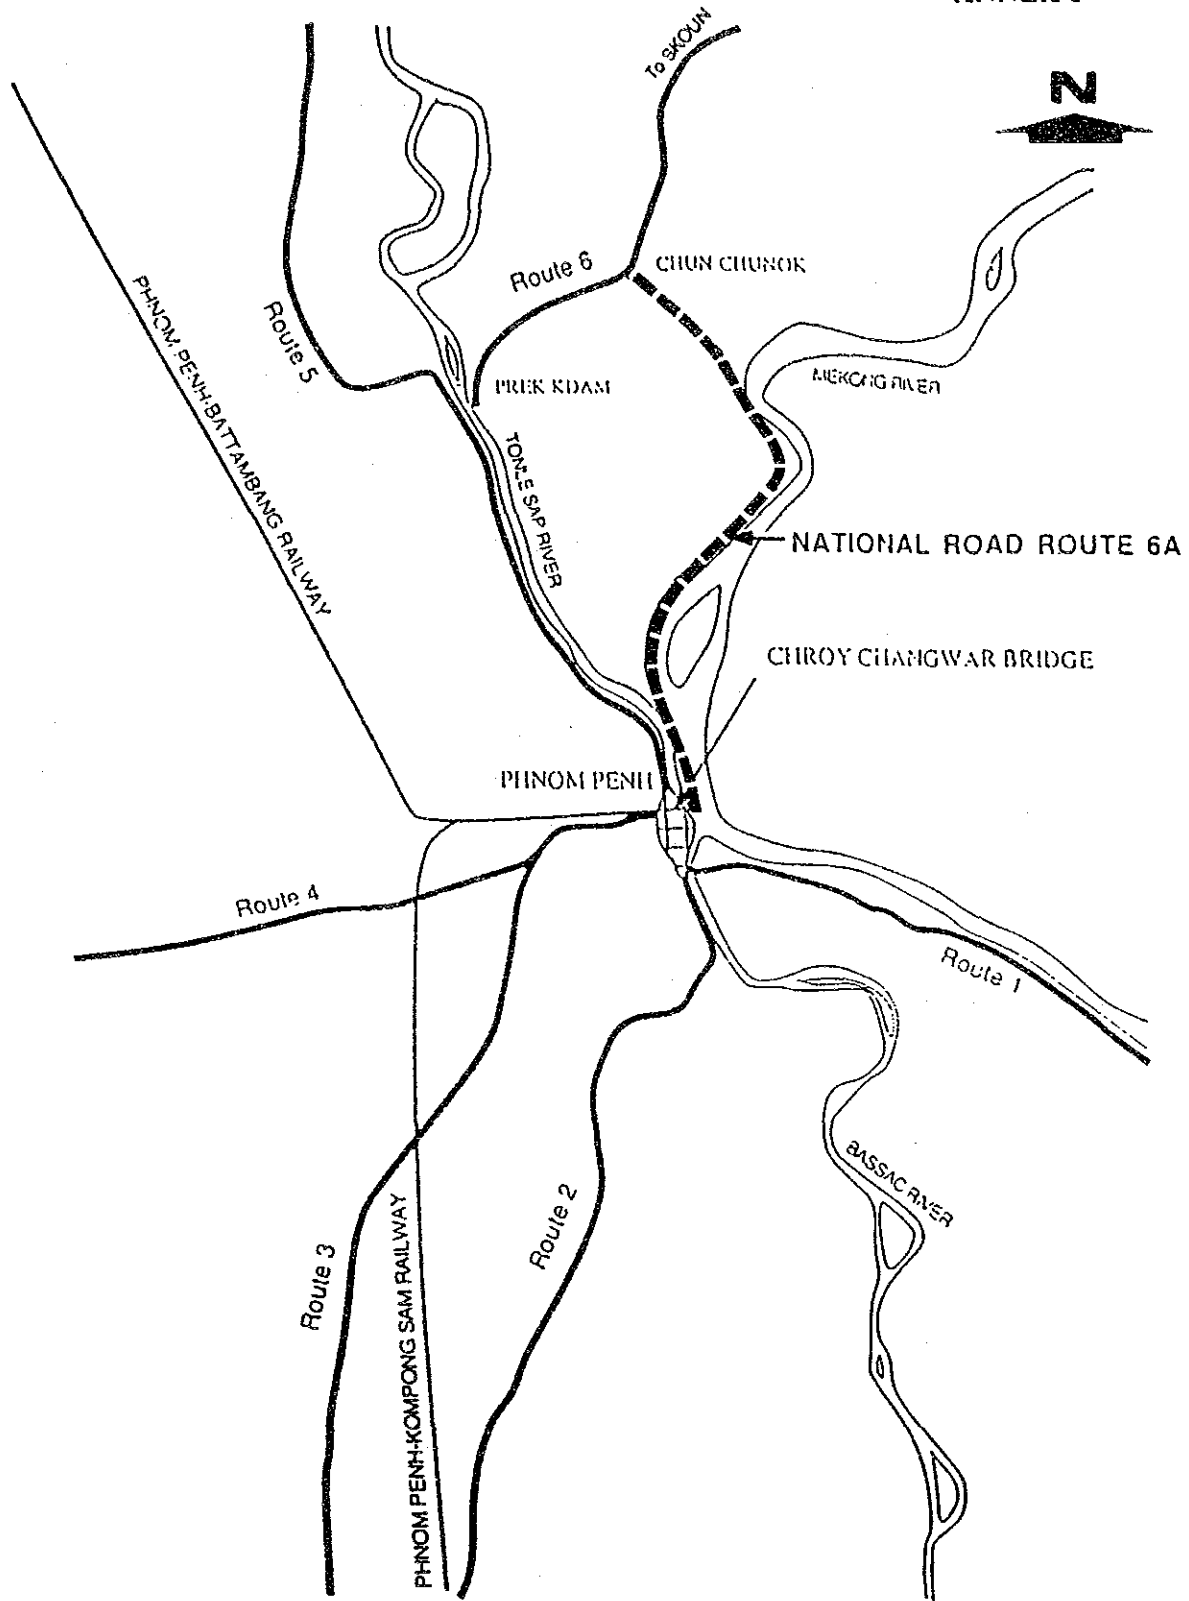 To SKOUN
N
Route 6
CHUN CHUNOK
PHNOM PENH-BATTAMBANG RAILWAY
Route 5
PREK KDAM
MEKONG RIVER
TONLE SAP RIVER
NATIONAL ROAD ROUTE 6A
CHROY CHANGWAR BRIDGE
PHNOM PENH
Route 4
Route 1
BASSAC RIVER
Route 2
Route 3
PHNOM PENH-KOMPONG SAM RAILWAY